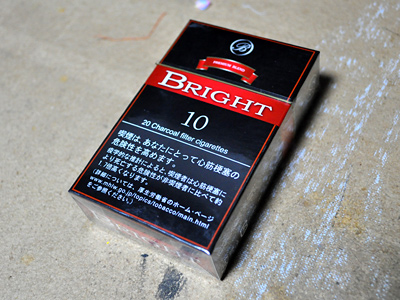 B
PREMIUM BLEND
BRIGHT
10
20 Charcoal filter cigarettes
喫煙は、あなたにとって心筋梗塞の
危険性を高めます。
疫学的な推計によると、喫煙者は心筋梗塞に
より死亡する危険性が非喫煙者に比べて約
1.7倍高くなります。
(詳細については、厚生労働省のホーム・ページ
www.mhlw.go.jp/topics/tobacco/main.html
をご参照ください。)